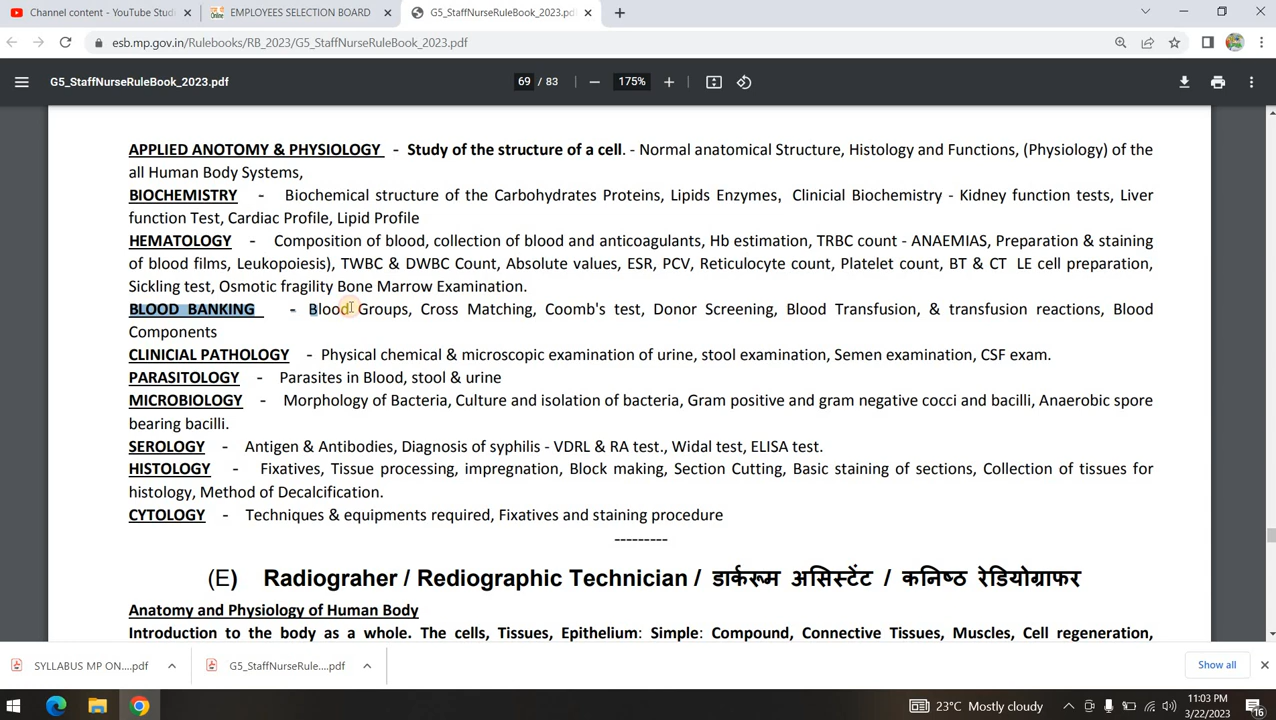 Channel content - YouTube Studi
EMPLOYEES SELECTION BOARD
G5_StaffNurseRuleBook_2023.pdf
esb.mp.gov.in/Rulebooks/RB_2023/G5_StaffNurseRuleBook_2023.pdf
G5_StaffNurseRuleBook_2023.pdf
69 / 83
175%
APPLIED ANOTOMY & PHYSIOLOGY - Study of the structure of a cell. - Normal anatomical Structure, Histology and Functions, (Physiology) of the
all Human Body Systems,
BIOCHEMISTRY - Biochemical structure of the Carbohydrates Proteins, Lipids Enzymes, Clinicial Biochemistry - Kidney function tests, Liver
function Test, Cardiac Profile, Lipid Profile
HEMATOLOGY - Composition of blood, collection of blood and anticoagulants, Hb estimation, TRBC count - ANAEMIAS, Preparation & staining
of blood films, Leukopoiesis), TWBC & DWBC Count, Absolute values, ESR, PCV, Reticulocyte count, Platelet count, BT & CT LE cell preparation,
Sickling test, Osmotic fragility Bone Marrow Examination.
BLOOD BANKING - Blood Groups, Cross Matching, Coomb's test, Donor Screening, Blood Transfusion, & transfusion reactions, Blood
Components
CLINICIAL PATHOLOGY - Physical chemical & microscopic examination of urine, stool examination, Semen examination, CSF exam.
PARASITOLOGY - Parasites in Blood, stool & urine
MICROBIOLOGY - Morphology of Bacteria, Culture and isolation of bacteria, Gram positive and gram negative cocci and bacilli, Anaerobic spore
bearing bacilli.
SEROLOGY - Antigen & Antibodies, Diagnosis of syphilis - VDRL & RA test., Widal test, ELISA test.
HISTOLOGY - Fixatives, Tissue processing, impregnation, Block making, Section Cutting, Basic staining of sections, Collection of tissues for
histology, Method of Decalcification.
CYTOLOGY - Techniques & equipments required, Fixatives and staining procedure
---------
(E) Radiograher / Rediographic Technician / डार्करूम असिस्टेंट / कनिष्ठ रेडियोग्राफर
Anatomy and Physiology of Human Body
Introduction to the body as a whole. The cells, Tissues, Epithelium: Simple: Compound, Connective Tissues, Muscles, Cell regeneration,
SYLLABUS MP ON....pdf
G5_StaffNurseRule....pdf
Show all
23°C Mostly cloudy
11:03 PM
3/22/2023
16